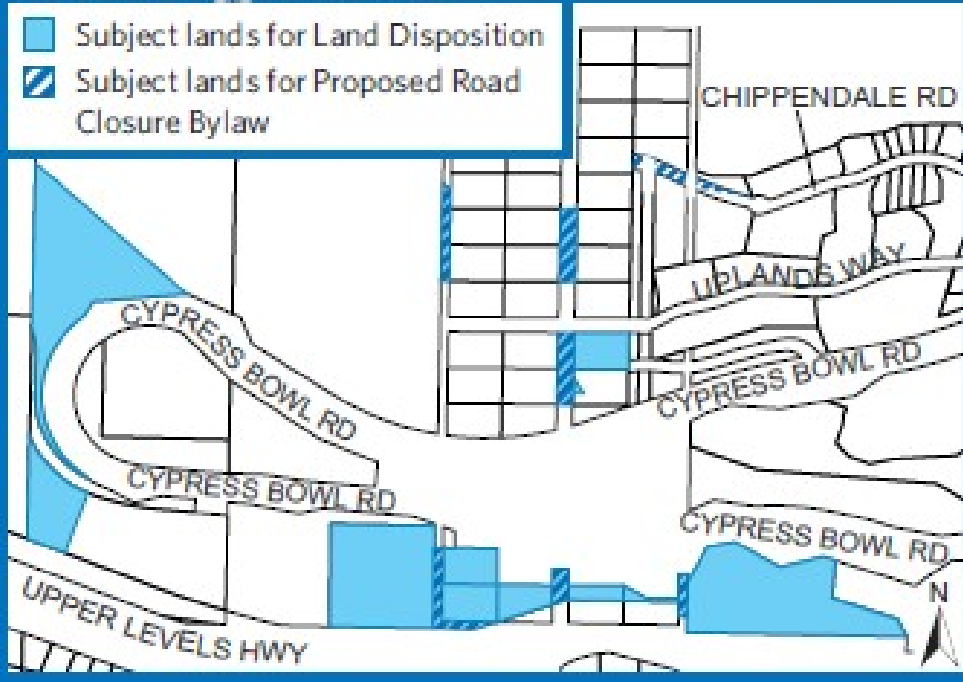 Subject lands for Land Disposition
Subject lands for Proposed Road
Closure Bylaw
CHIPPENDALE RD
UPLANDS WAY
CYPRESS BOWL RD
CYPRESS BOWL RD
CYPRESS BOWL RD
CYPRESS BOWL RD
UPPER LEVELS HWY
N